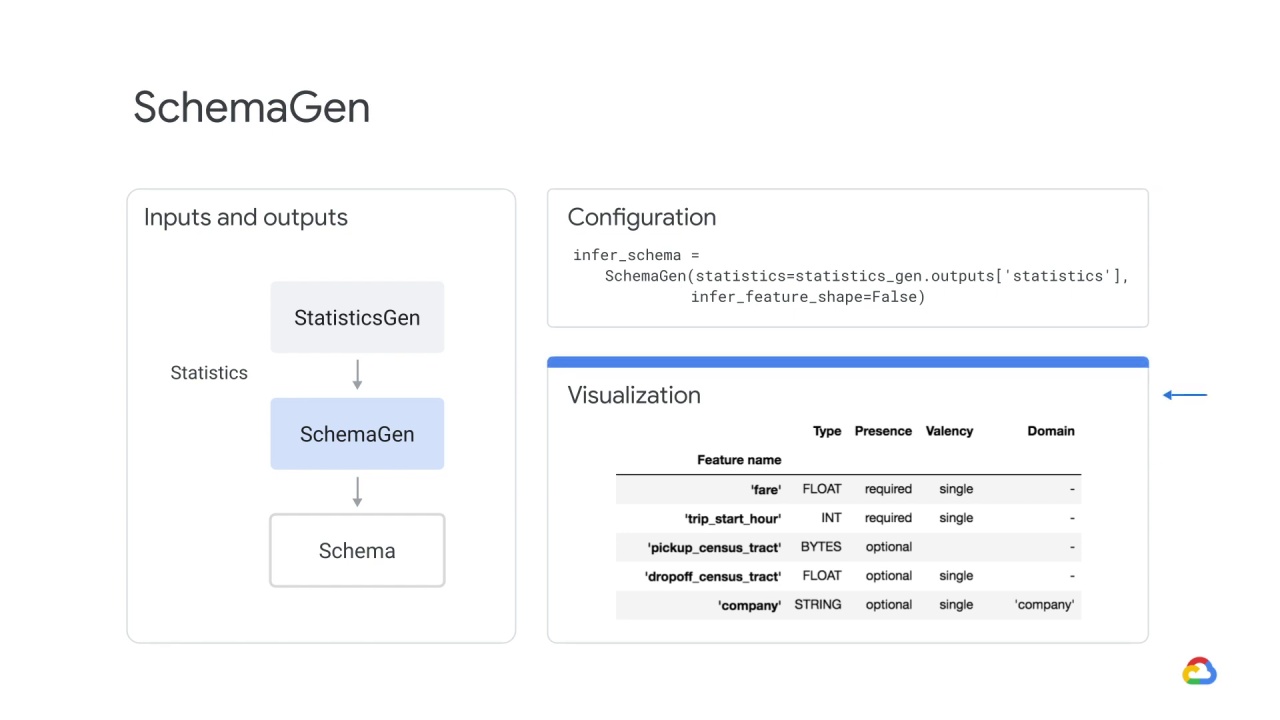 SchemaGen
Inputs and outputs
StatisticsGen
Statistics
SchemaGen
Schema
Configuration
infer_schema =
SchemaGen(statistics=statistics_gen.outputs['statistics'],
infer_feature_shape=False)
Visualization
Type Presence Valency Domain
Feature name
'fare' FLOAT required single -
'trip_start_hour' INT required single -
'pickup_census_tract' BYTES optional -
'dropoff_census_tract' FLOAT optional single -
'company' STRING optional single 'company'